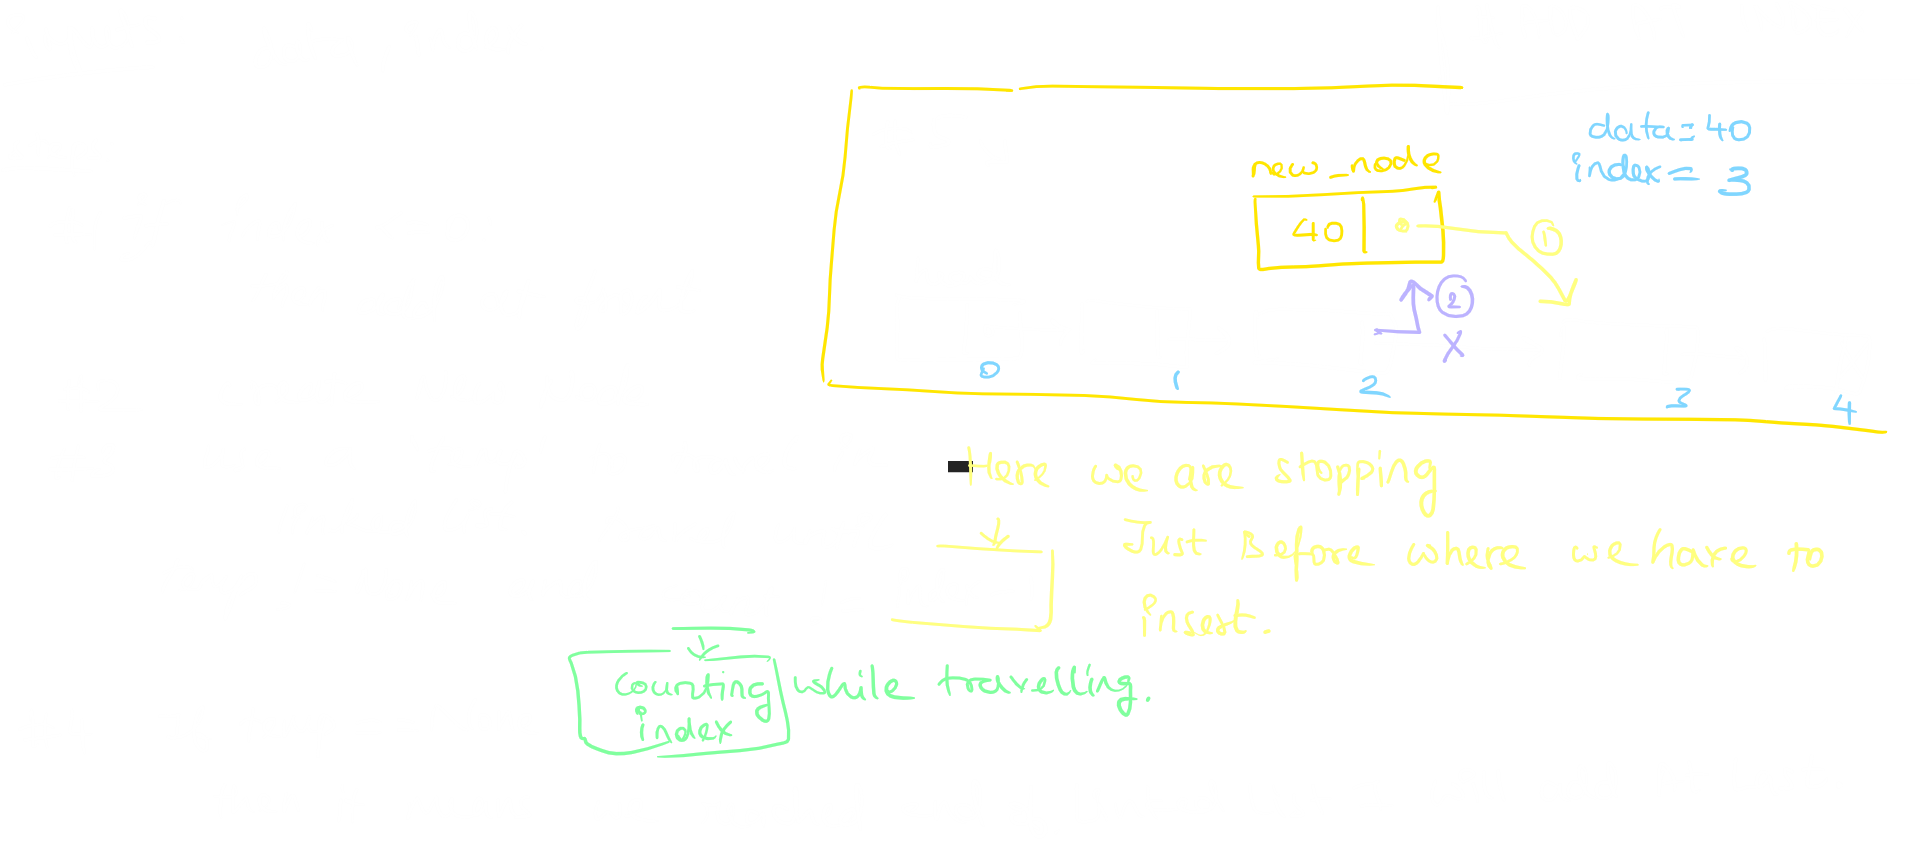 data = 40
index = 3
new_node
40
①
②
X
0 1 2 3 4
Here we are stopping
Just Before where we have to
insert.
counting while travelling.
index